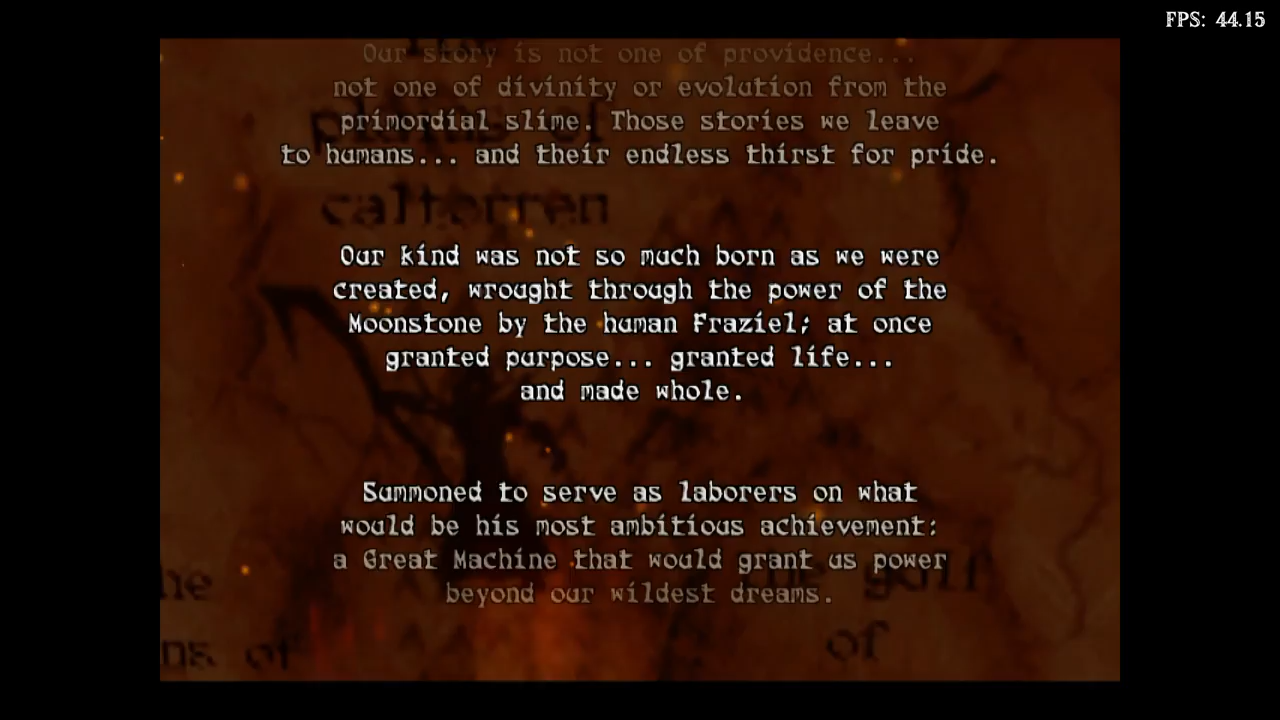 FPS: 44.15
Our story is not one of providence...
not one of divinity or evolution from the
primordial slime. Those stories we leave
to humans... and their endless thirst for pride.
caltorren
Our kind was not so much born as we were
created, wrought through the power of the
Moonstone by the human Fraziel; at once
granted purpose... granted life...
and made whole.
Summoned to serve as laborers on what
would be his most ambitious achievement:
a Great Machine that would grant us power
beyond our wildest dreams.
the gulf
of
of